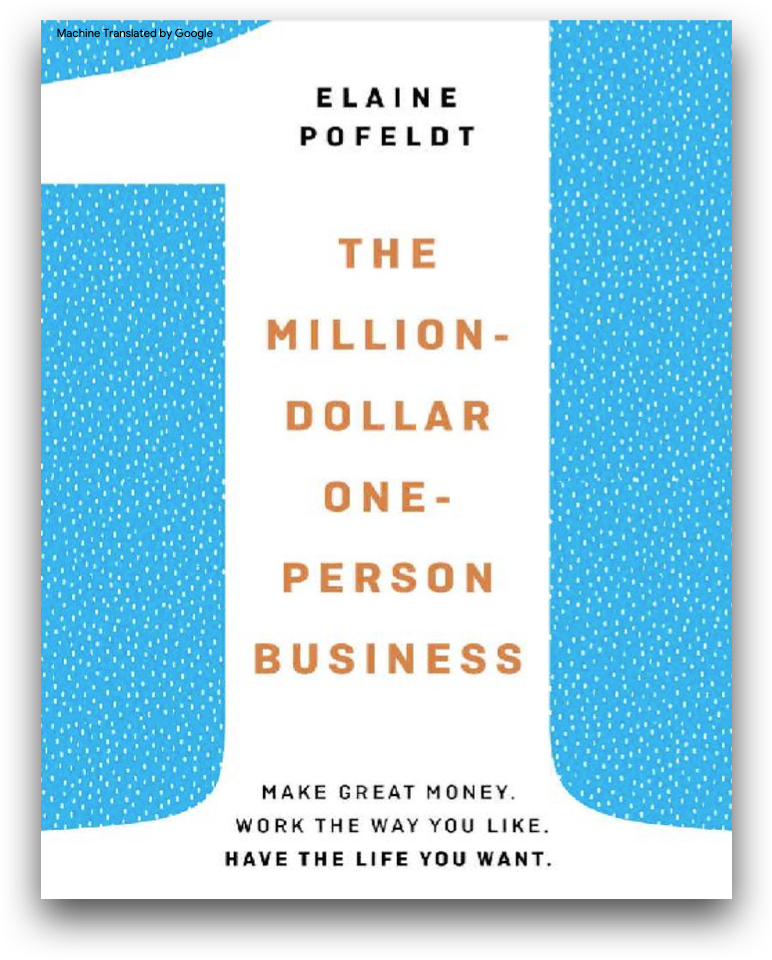 Machine Translated by Google
ELAINE
POFELDT
THE
MILLION-
DOLLAR
ONE-
PERSON
BUSINESS
MAKE GREAT MONEY.
WORK THE WAY YOU LIKE.
HAVE THE LIFE YOU WANT.